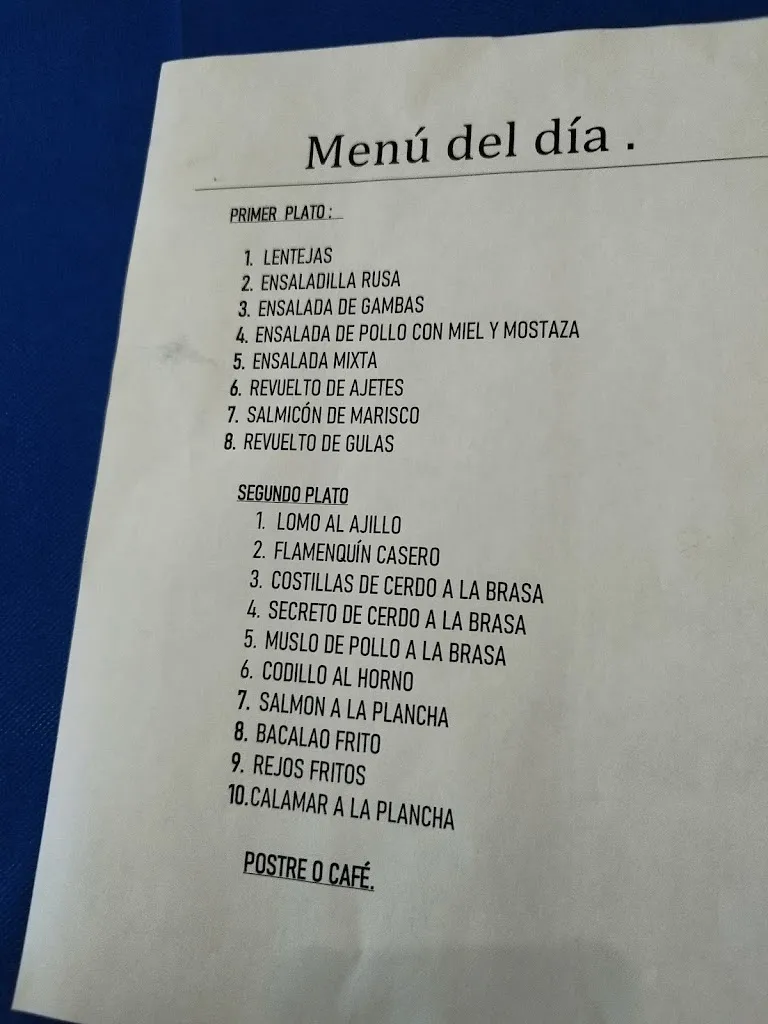 Menú del día .
PRIMER PLATO:
1. LENTEJAS
2. ENSALADILLA RUSA
3. ENSALADA DE GAMBAS
4. ENSALADA DE POLLO CON MIEL Y MOSTAZA
5. ENSALADA MIXTA
6. REVUELTO DE AJETES
7. SALMICÓN DE MARISCO
8. REVUELTO DE GULAS
SEGUNDO PLATO
1. LOMO AL AJILLO
2. FLAMENQUÍN CASERO
3. COSTILLAS DE CERDO A LA BRASA
4. SECRETO DE CERDO A LA BRASA
5. MUSLO DE POLLO A LA BRASA
6. CODILLO AL HORNO
7. SALMON A LA PLANCHA
8. BACALAO FRITO
9. REJOS FRITOS
10.CALAMAR A LA PLANCHA
POSTRE O CAFÉ.